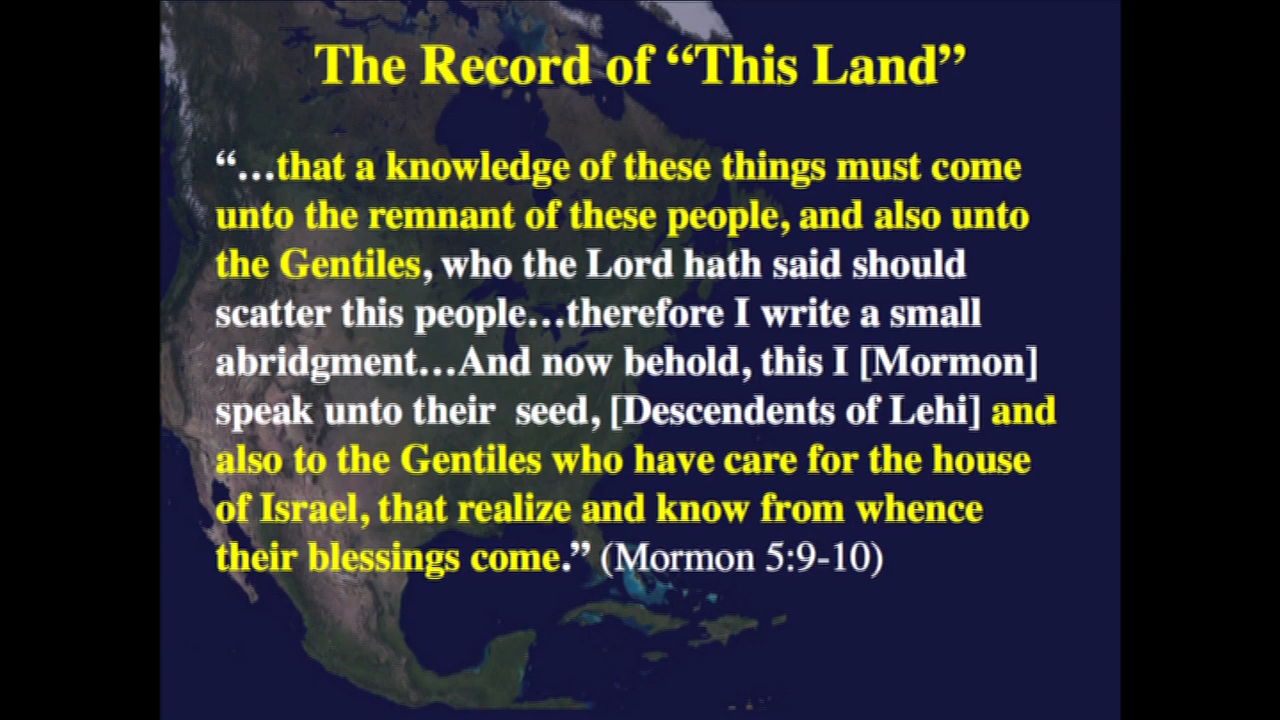 The Record of “This Land”
“…that a knowledge of these things must come
unto the remnant of these people, and also unto
the Gentiles, who the Lord hath said should
scatter this people…therefore I write a small
abridgment…And now behold, this I [Mormon]
speak unto their  seed, [Descendents of Lehi] and
also to the Gentiles who have care for the house
of Israel, that realize and know from whence
their blessings come.” (Mormon 5:9-10)